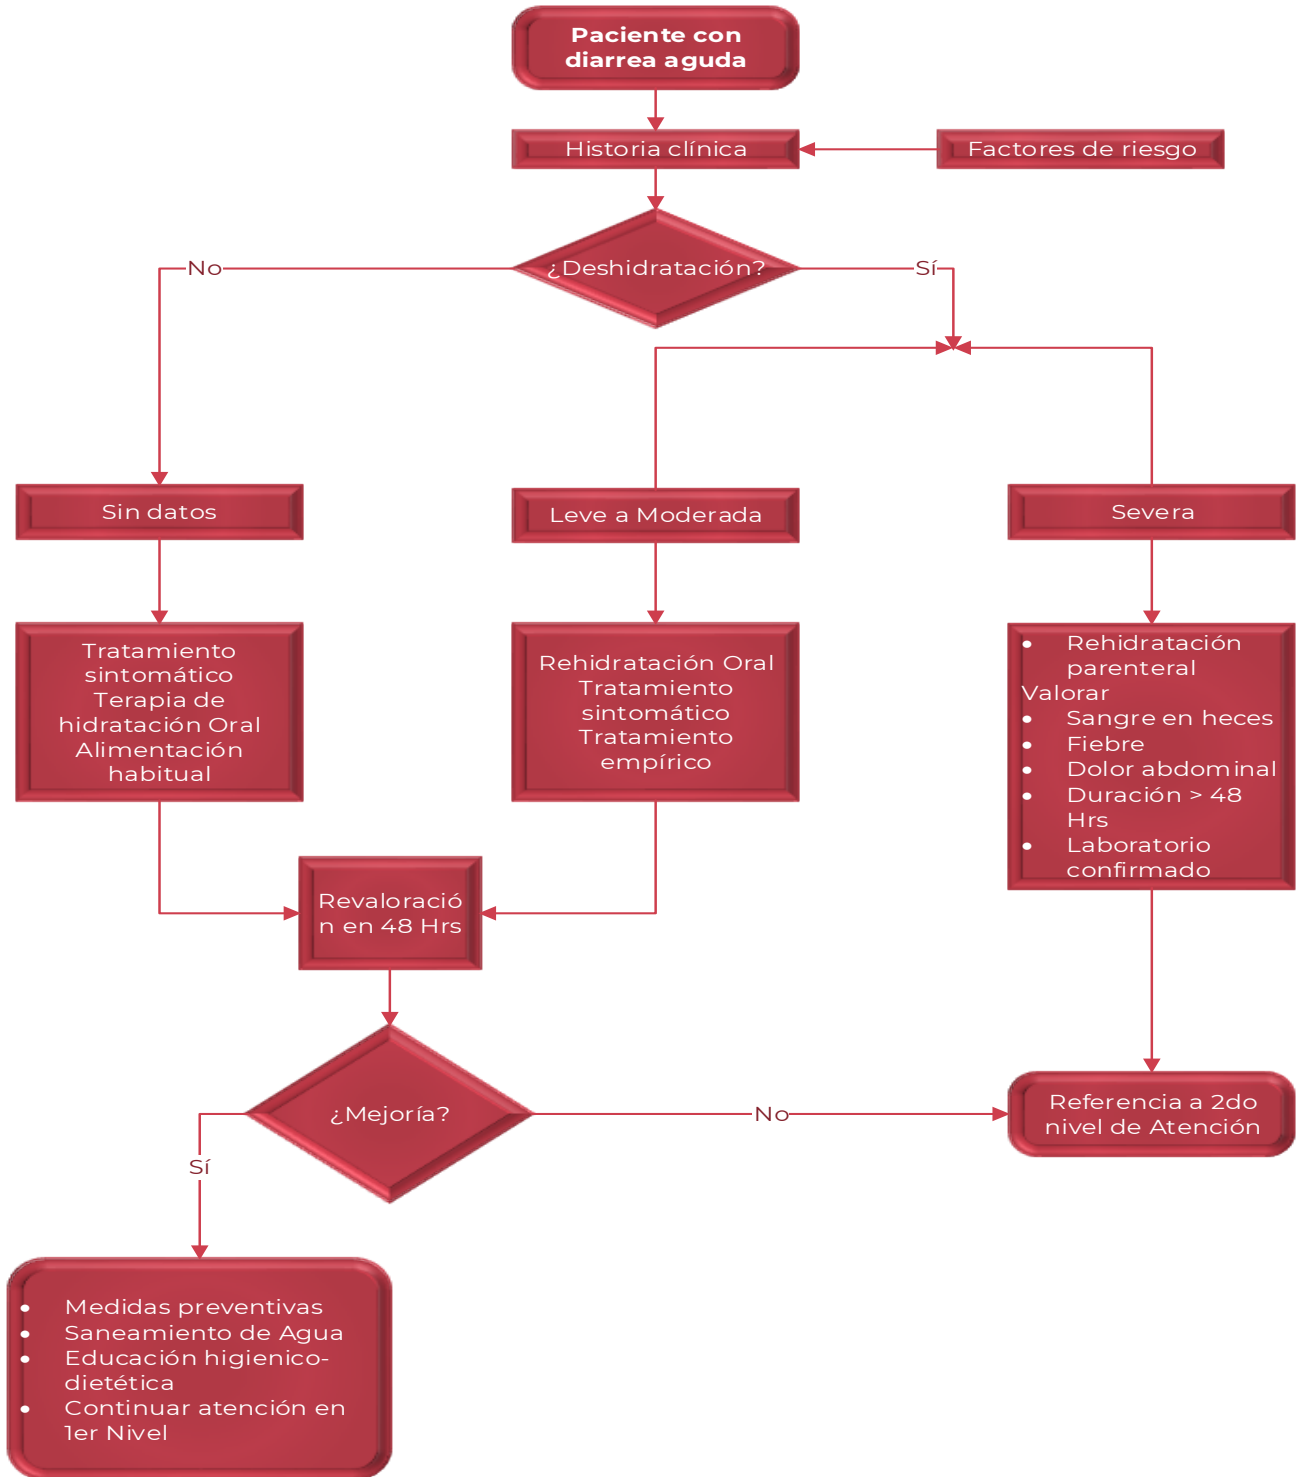 Paciente con
diarrea aguda
Historia clínica
Factores de riesgo
¿Deshidratación?
No
Sí
Sin datos
Leve a Moderada
Severa
Tratamiento
sintomático
Terapia de
hidratación Oral
Alimentación
habitual
Rehidratación Oral
Tratamiento
sintomático
Tratamiento
empírico
• Rehidratación
parenteral
Valorar
• Sangre en heces
• Fiebre
• Dolor abdominal
• Duración > 48
Hrs
• Laboratorio
confirmado
Revaloració
n en 48 Hrs
¿Mejoría?
No
Sí
Referencia a 2do
nivel de Atención
• Medidas preventivas
• Saneamiento de Agua
• Educación higienico-
dietética
• Continuar atención en
1er Nivel